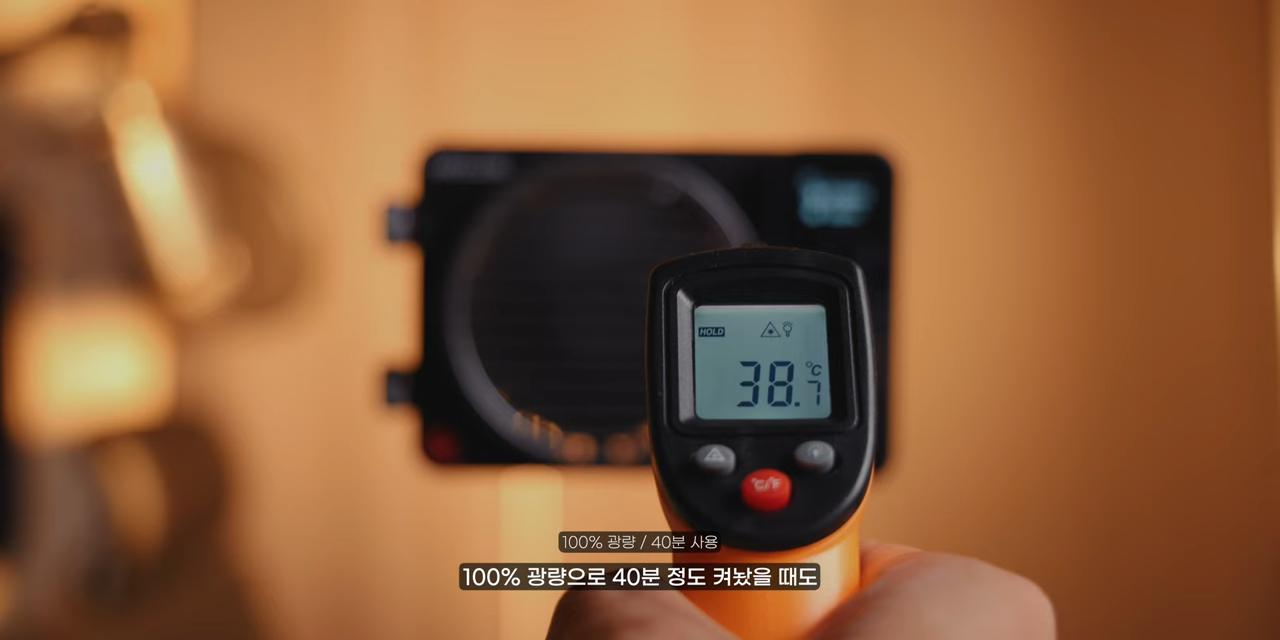 HOLD
°C
38.7
°C/°F
100% 광량 / 40분 사용
100% 광량으로 40분 정도 켜놨을 때도